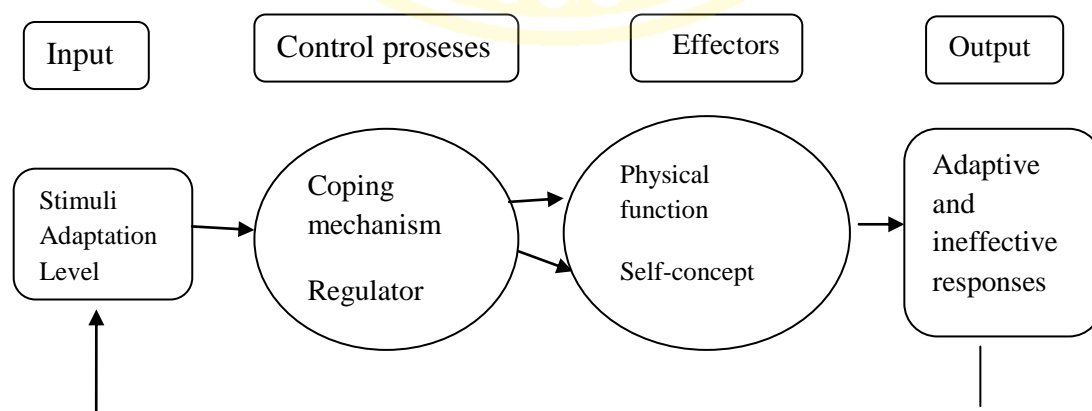 Input
Control proseses
Effectors
Output
Stimuli
Adaptation
Level
Coping
mechanism
Regulator
Physical
function
Self-concept
Adaptive
and
ineffective
responses